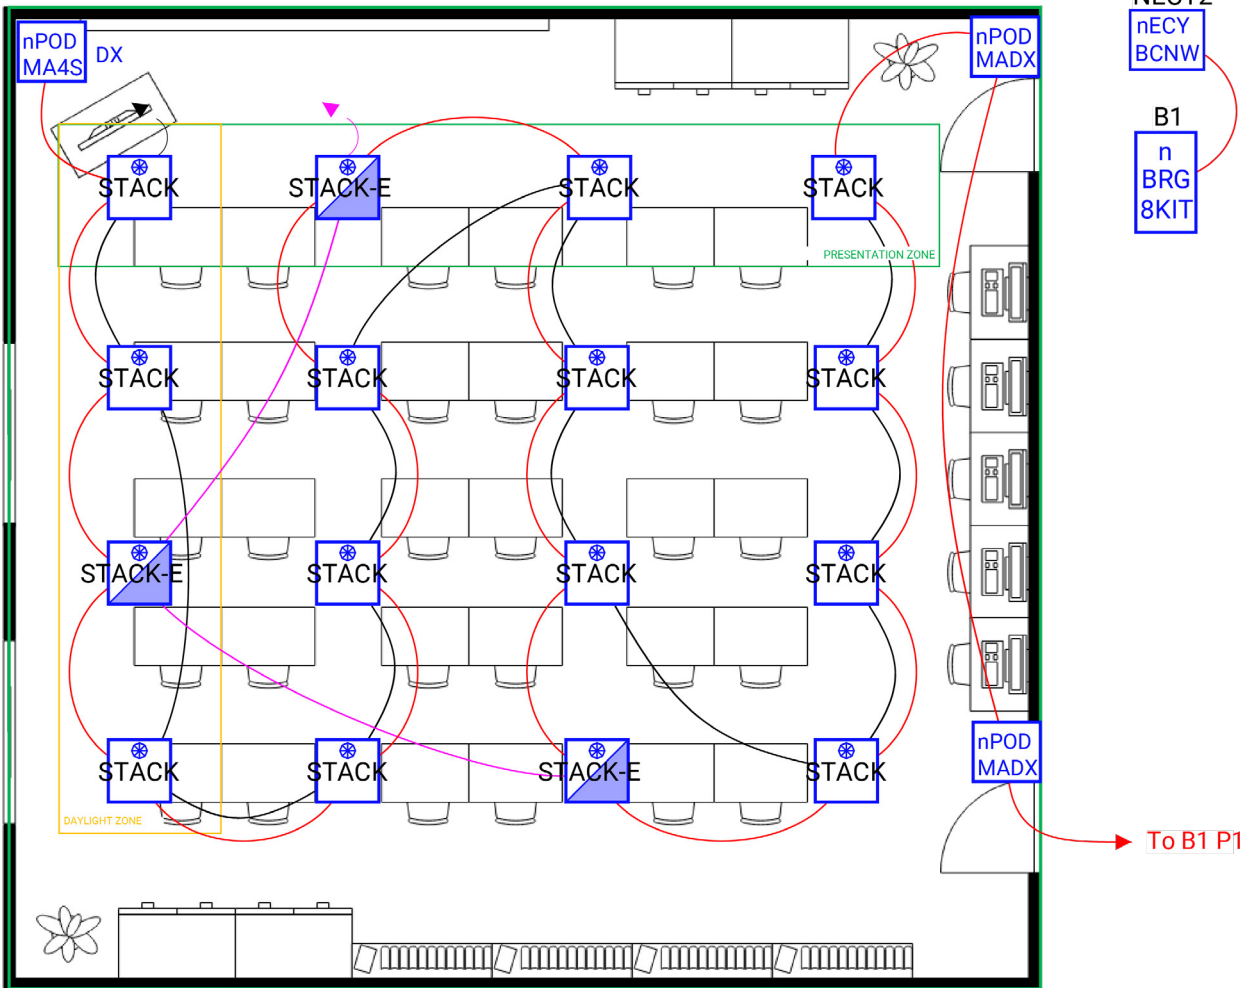 nPOD
MA4S
DX
nPOD
MADX
nECY
BCNW
B1
n
BRG
8KIT
STACK
STACK-E
STACK
STACK
PRESENTATION ZONE
STACK
STACK
STACK
STACK
STACK-E
STACK
STACK
STACK
STACK
STACK
STACK-E
STACK
nPOD
MADX
DAYLIGHT ZONE
To B1 P1